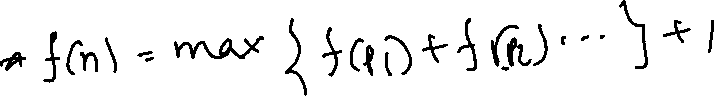 * f(n) = max { f(p1) + f(p2) ... } + 1